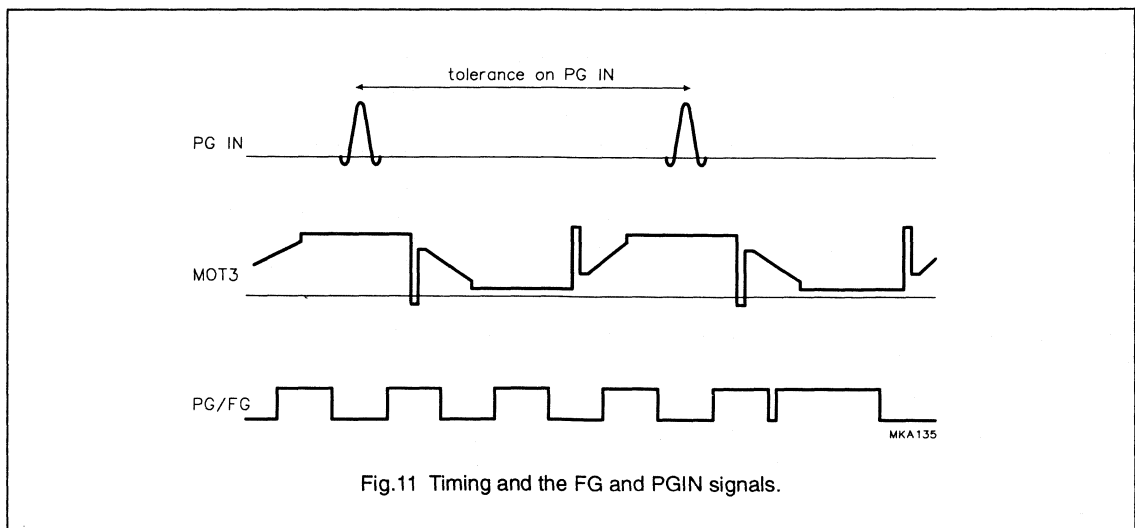 tolerance on PG IN
PG IN
MOT3
PG/FG
MKA135
Fig.11 Timing and the FG and PGIN signals.